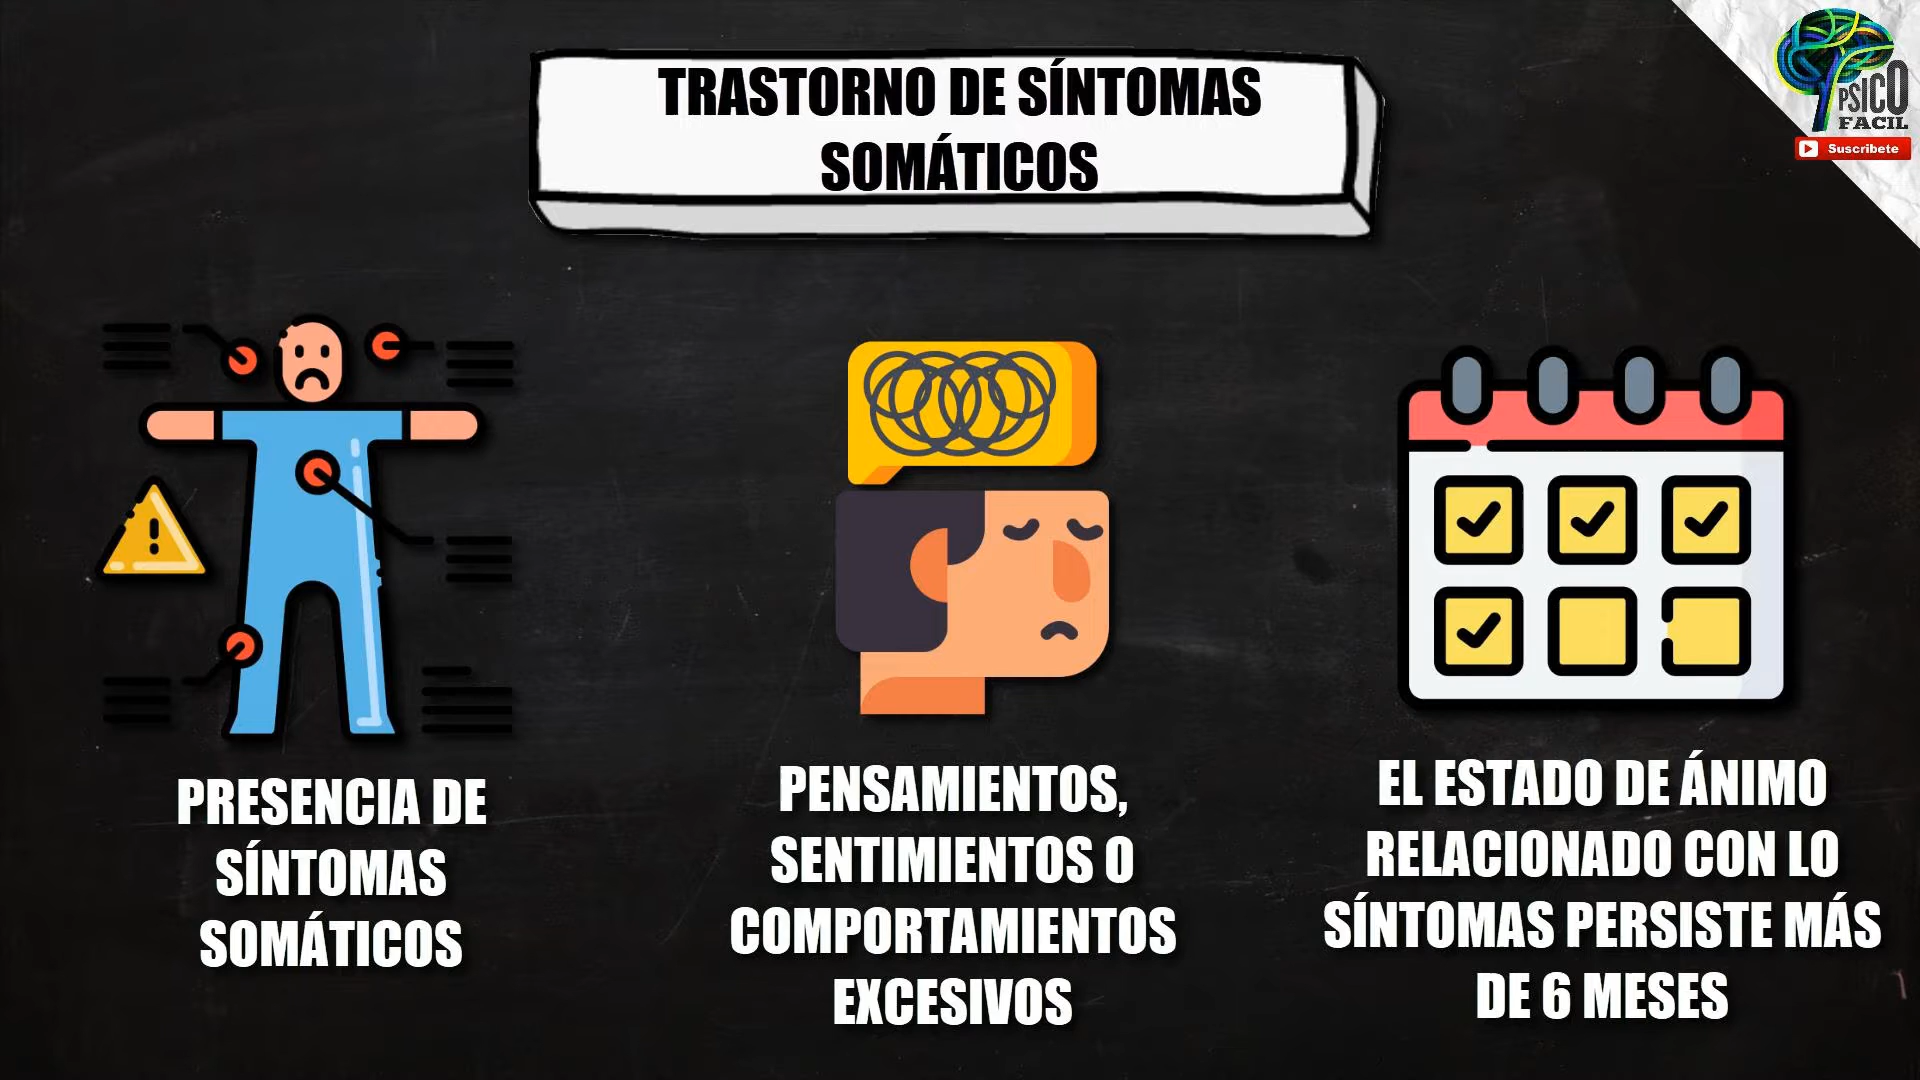 TRASTORNO DE SÍNTOMAS
SOMÁTICOS
PSICO
FACIL
Suscribete
PRESENCIA DE
SÍNTOMAS
SOMÁTICOS
PENSAMIENTOS,
SENTIMIENTOS O
COMPORTAMIENTOS
EXCESIVOS
EL ESTADO DE ÁNIMO
RELACIONADO CON LO
SÍNTOMAS PERSISTE MÁS
DE 6 MESES